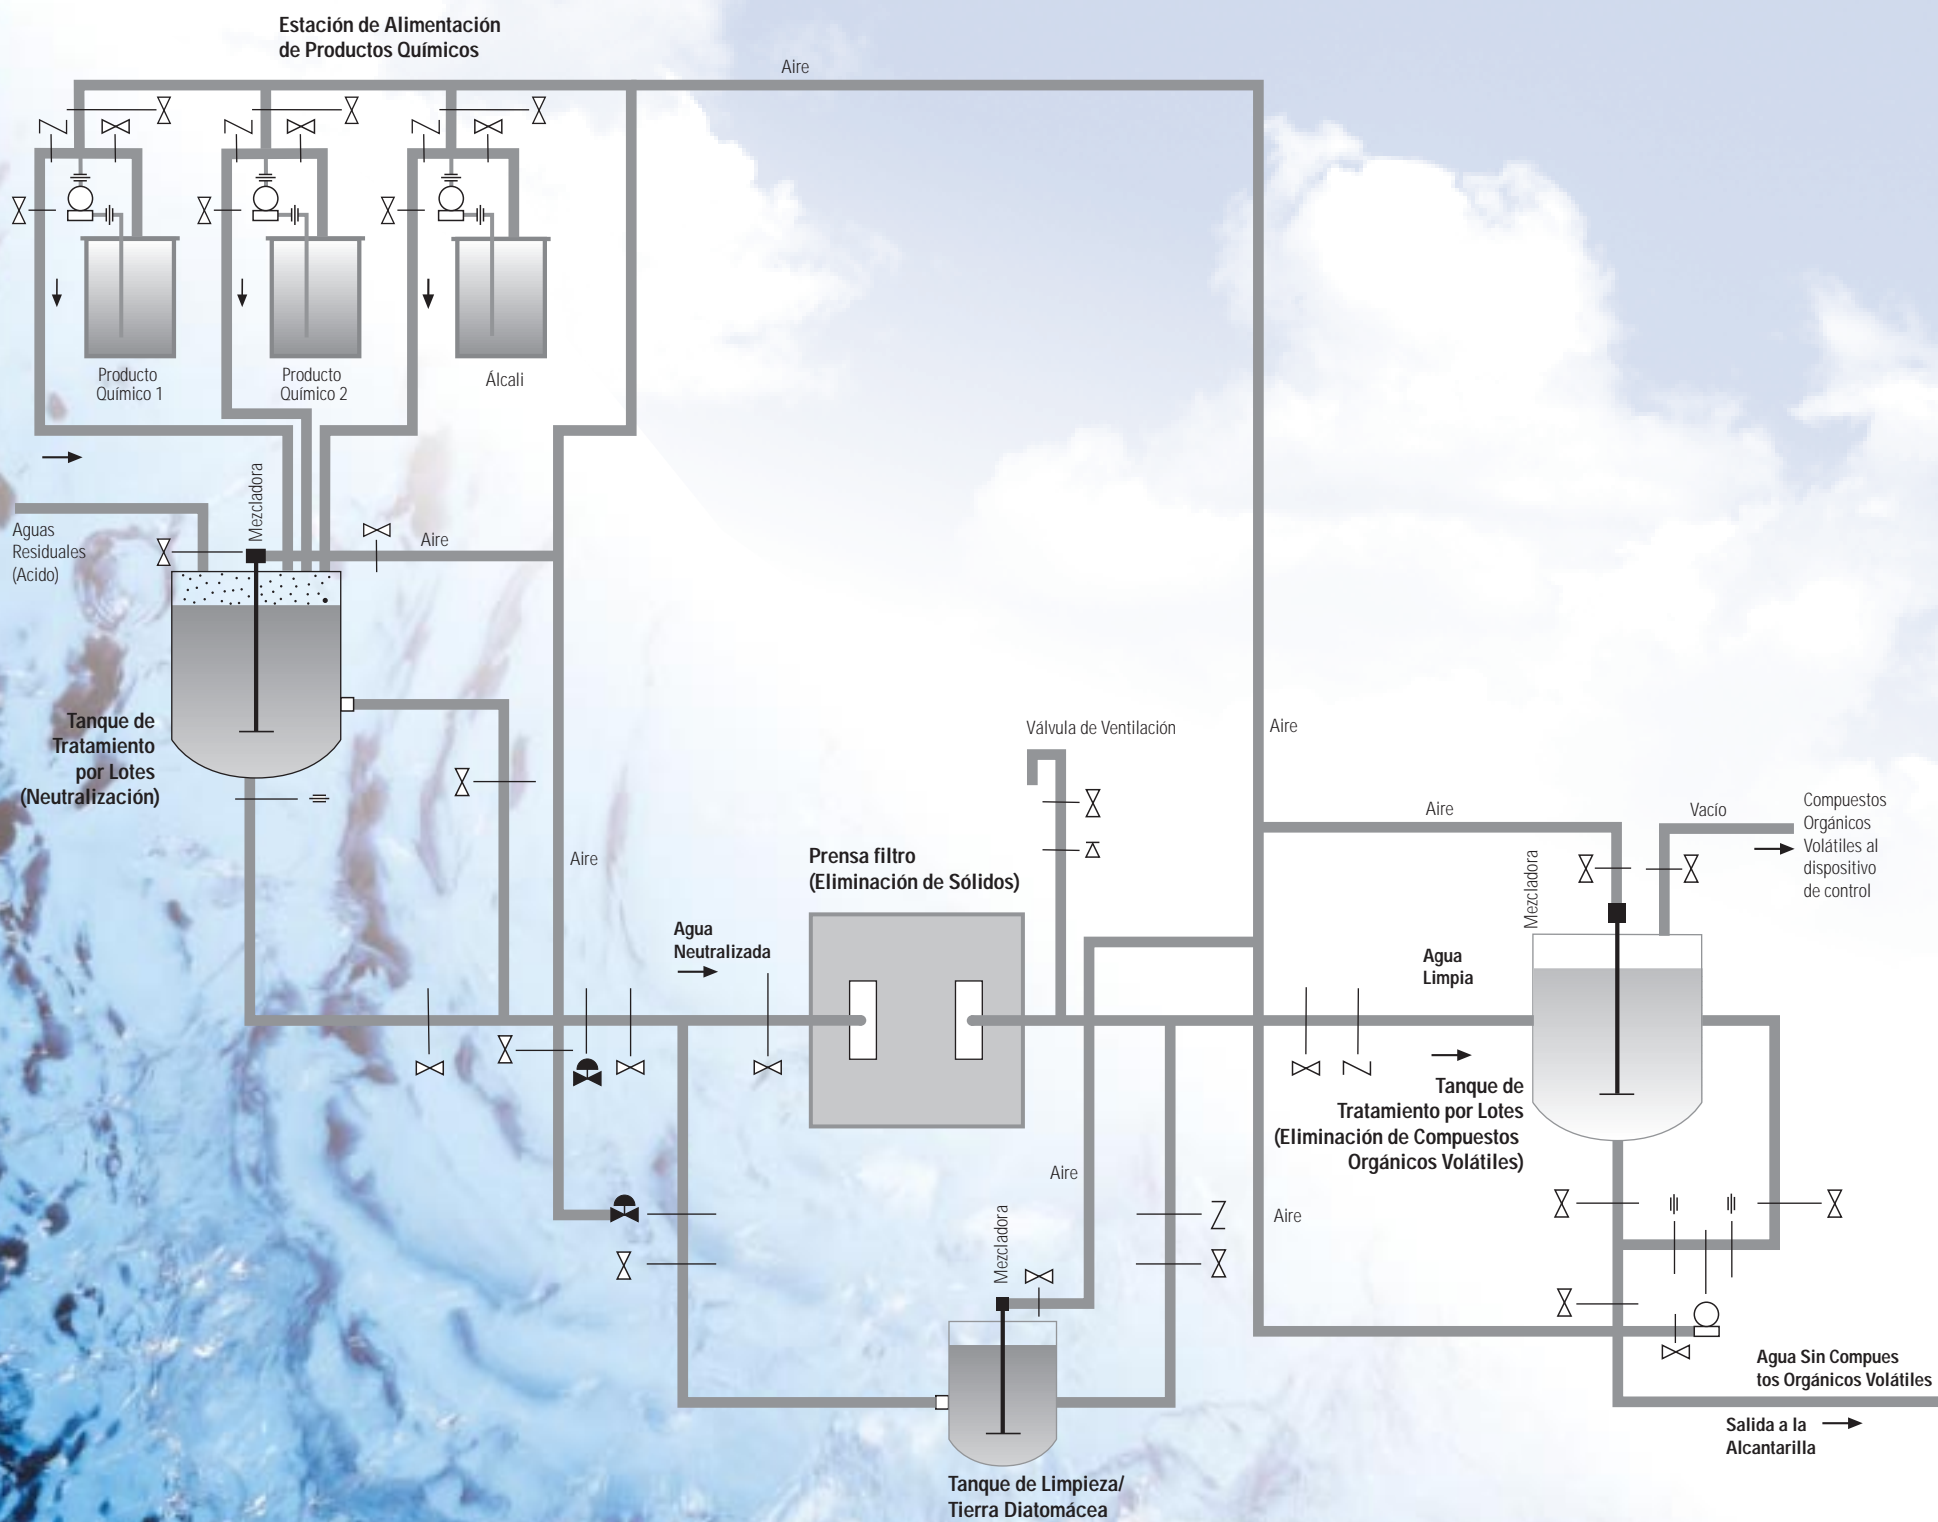 Estación de Alimentación
de Productos Químicos
Aire
Producto
Químico 1
Producto
Químico 2
Álcali
Mezcladora
Aguas
Residuales
(Acido)
Aire
Tanque de
Tratamiento
por Lotes
(Neutralización)
Aire
Válvula de Ventilación
Aire
Prensa filtro
(Eliminación de Sólidos)
Agua
Neutralizada
Aire
Vacío
Compuestos
Orgánicos
Volátiles al
dispositivo
de control
Mezcladora
Agua
Limpia
Tanque de
Tratamiento por Lotes
(Eliminación de Compuestos
Orgánicos Volátiles)
Aire
Aire
Mezcladora
Agua Sin Compues
tos Orgánicos Volátiles
Salida a la
Alcantarilla
Tanque de Limpieza/
Tierra Diatomácea